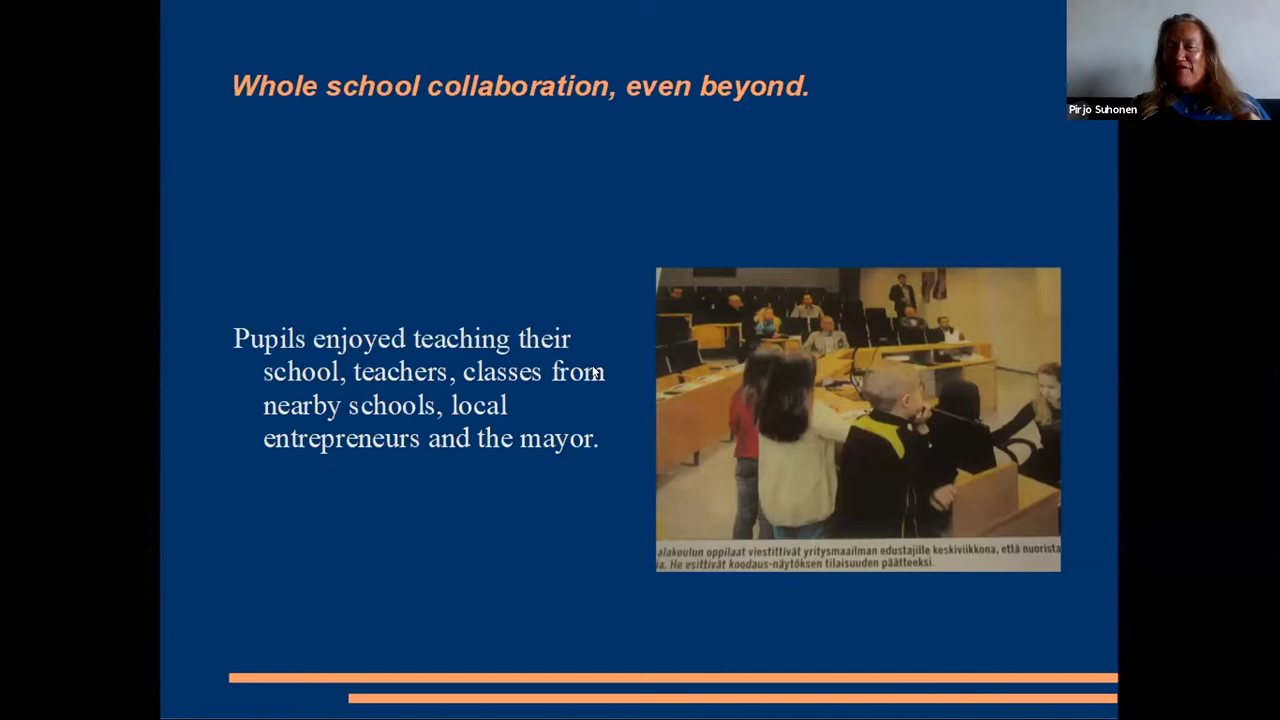 Whole school collaboration, even beyond.
Pirjo Suhonen
Pupils enjoyed teaching their
school, teachers, classes from
nearby schools, local
entrepreneurs and the mayor.
alakoulun oppilaat viestittivät yritysmaailman edustajille keskiviikkona, että nuorista
ia. He esittivät koodaus-näytöksen tilaisuuden päätteeksi.